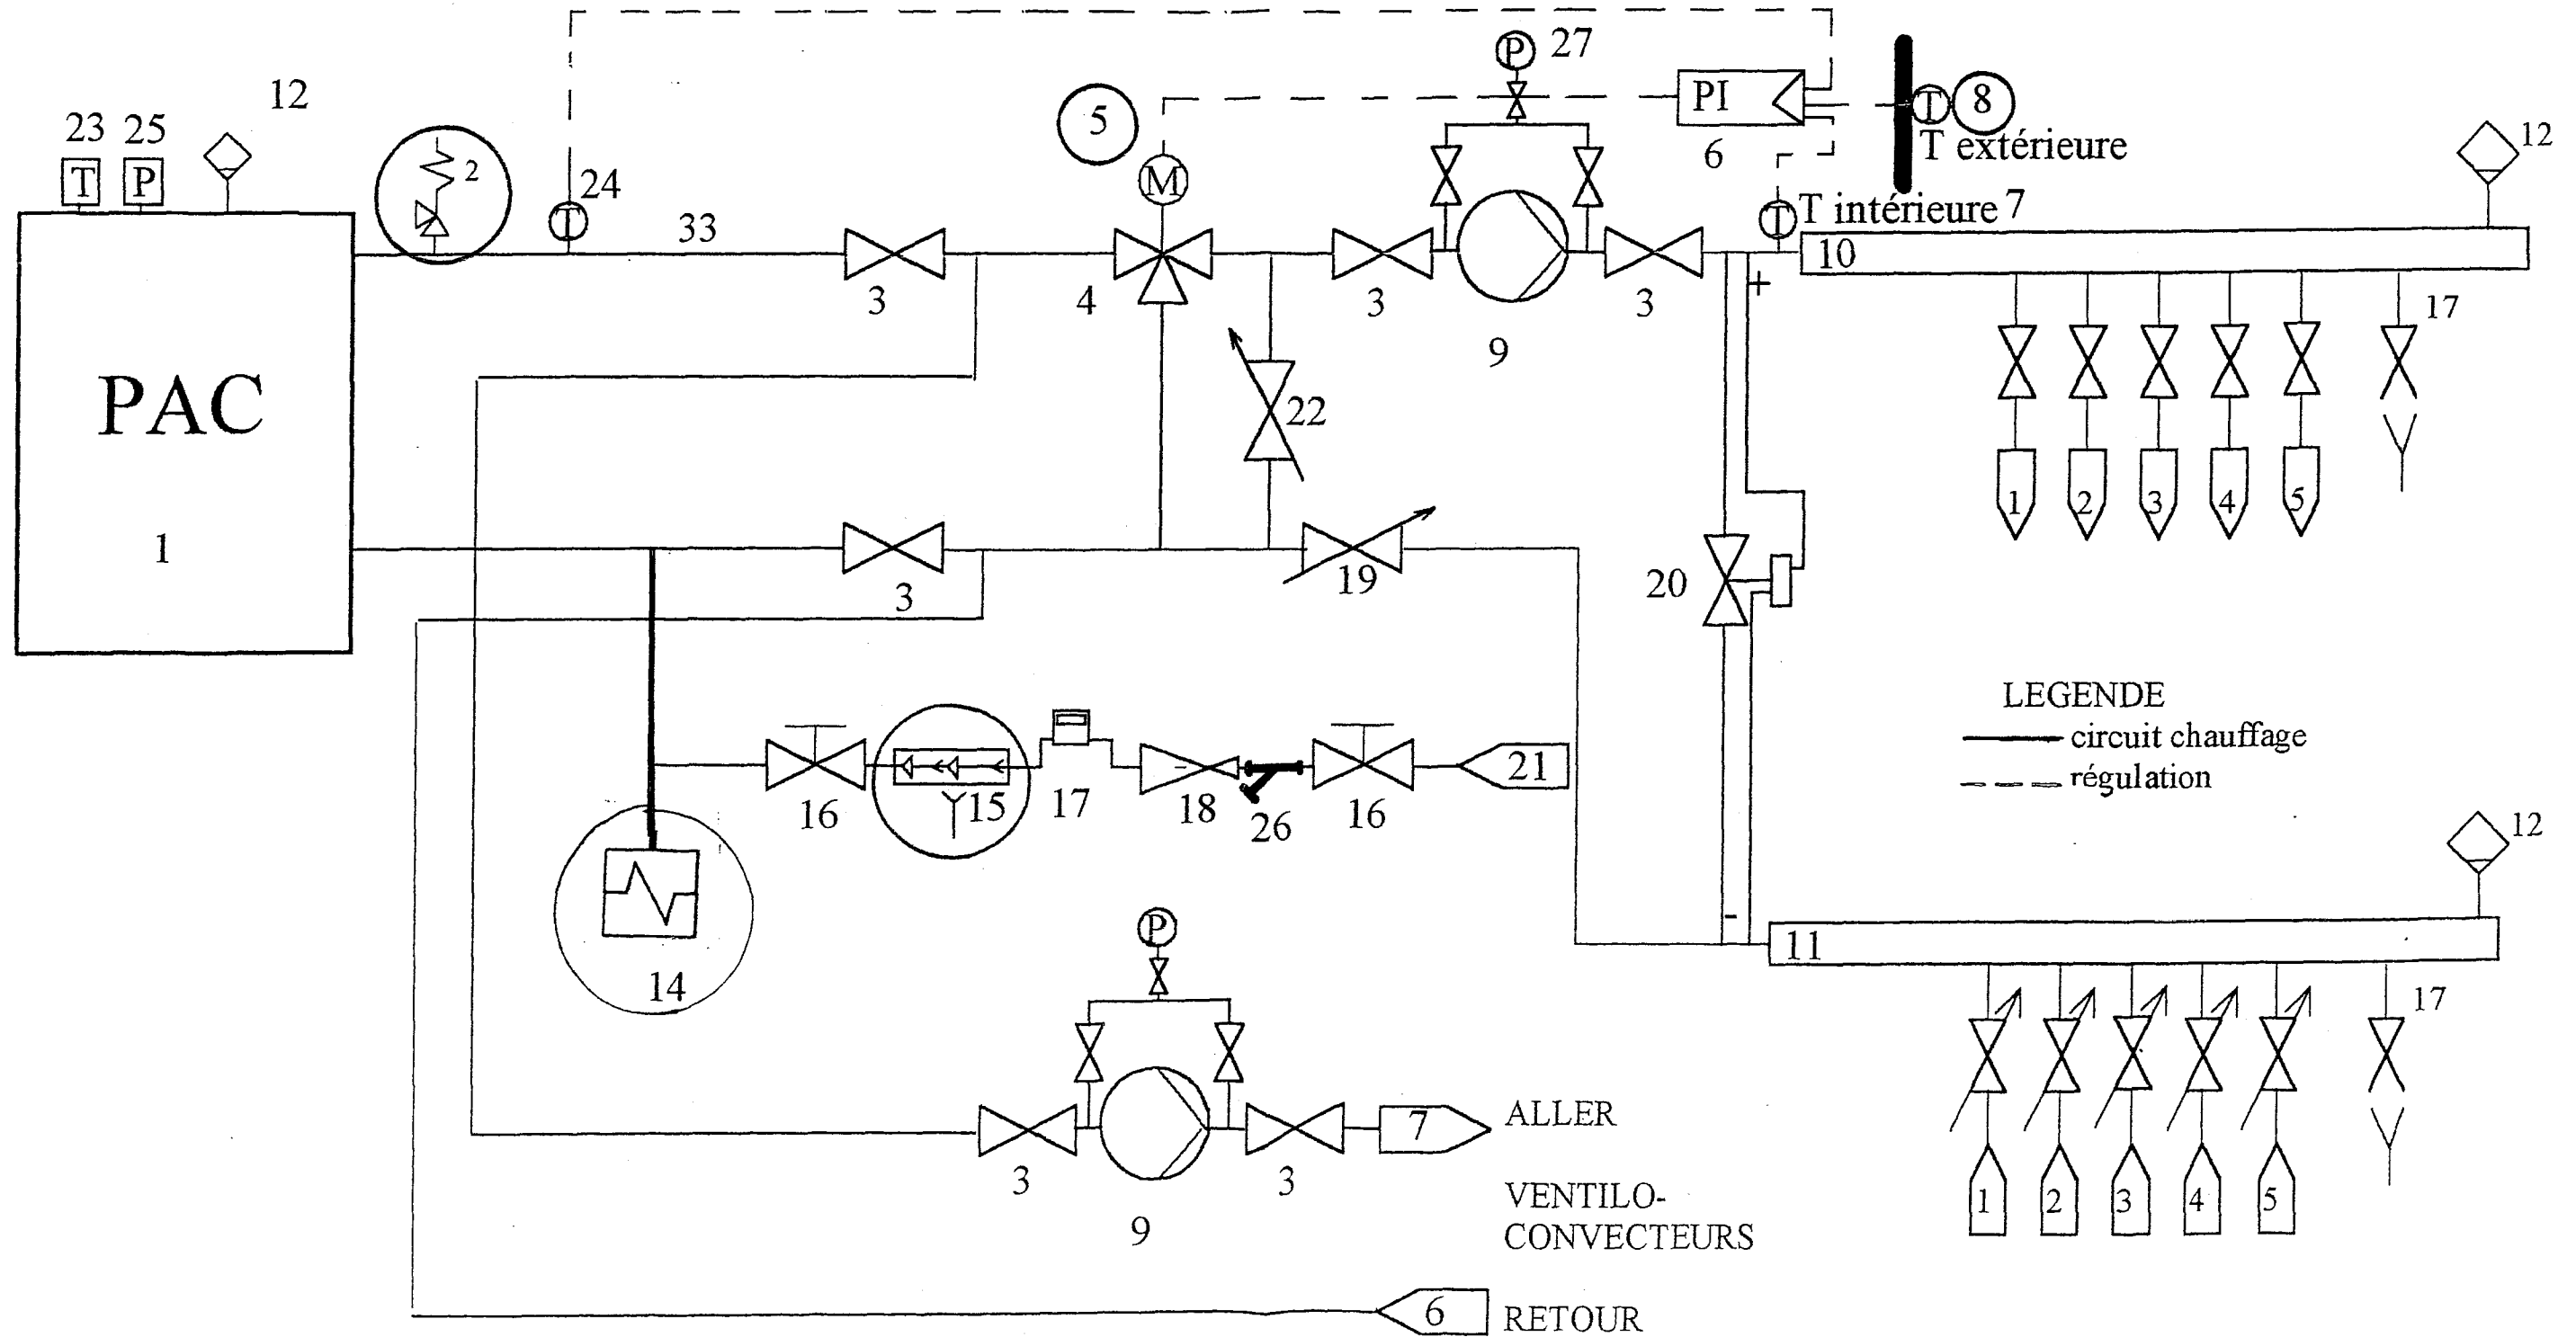 12
27
23
25
T
P
2
24
T
33
5
M
P
PI
6
T
8
T extérieure
12
T
T intérieure 7
10
3
4
3
9
3
+
17
22
1
2
3
4
5
PAC
1
3
19
20
LEGENDE
circuit chauffage
régulation
16
15
17
18
26
16
21
14
-
12
11
17
P
3
9
3
7
ALLER
VENTILO-
CONVECTEURS
1
2
3
4
5
6
RETOUR